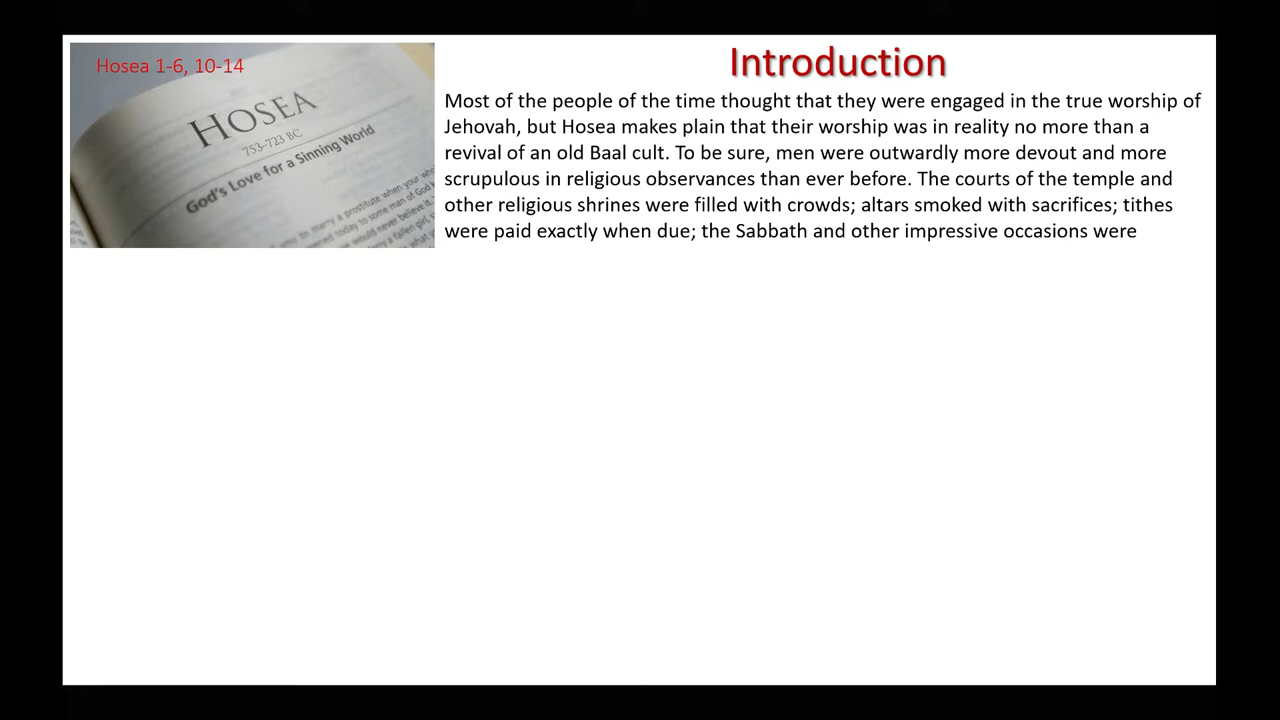 Hosea 1-6, 10-14
HOSEA
753–723 BC
God's Love for a Sinning World
Introduction
Most of the people of the time thought that they were engaged in the true worship of
Jehovah, but Hosea makes plain that their worship was in reality no more than a
revival of an old Baal cult. To be sure, men were outwardly more devout and more
scrupulous in religious observances than ever before. The courts of the temple and
other religious shrines were filled with crowds; altars smoked with sacrifices; tithes
were paid exactly when due; the Sabbath and other impressive occasions were